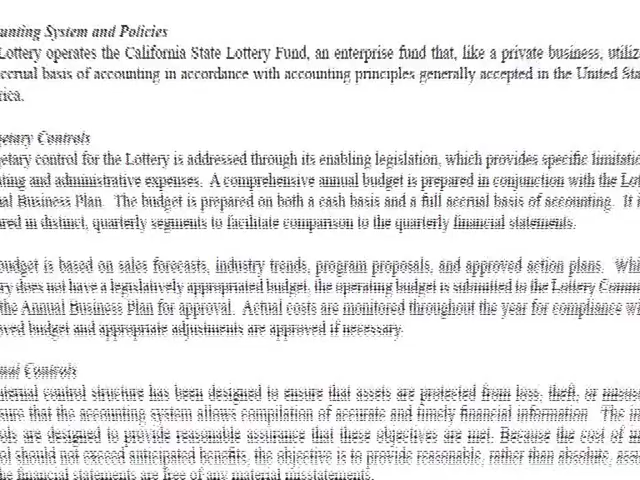 unting System and Policies
Lottery operates the California State Lottery Fund, an enterprise fund that, like a private business, utiliz
ccrual basis of accounting in accordance with accounting principles generally accepted in the United Sta
rica.
getary Controls
getary control for the Lottery is addressed through its enabling legislation, which provides specific limitatio
ating and administrative expenses. A comprehensive annual budget is prepared in conjunction with the Lot
al Business Plan. The budget is prepared on both a cash basis and a full accrual basis of accounting. It i
red in distinct, quarterly segments to facilitate comparison to the quarterly financial statements.
budget is based on sales forecasts, industry trends, program proposals, and approved action plans. Whi
ry does not have a legislatively appropriated budget, the operating budget is submitted to the Lottery Comm
the Annual Business Plan for approval. Actual costs are monitored throughout the year for compliance wi
oved budget and appropriate adjustments are approved if necessary.
nal Controls
nternal control structure has been designed to ensure that assets are protected from loss, theft, or misus
sure that the accounting system allows compilation of accurate and timely financial information. The in
ols are designed to provide reasonable assurance that these objectives are met. Because the cost of in
ol should not exceed anticipated benefits, the objective is to provide reasonable, rather than absolute, ass
he financial statements are free of any material misstatements.